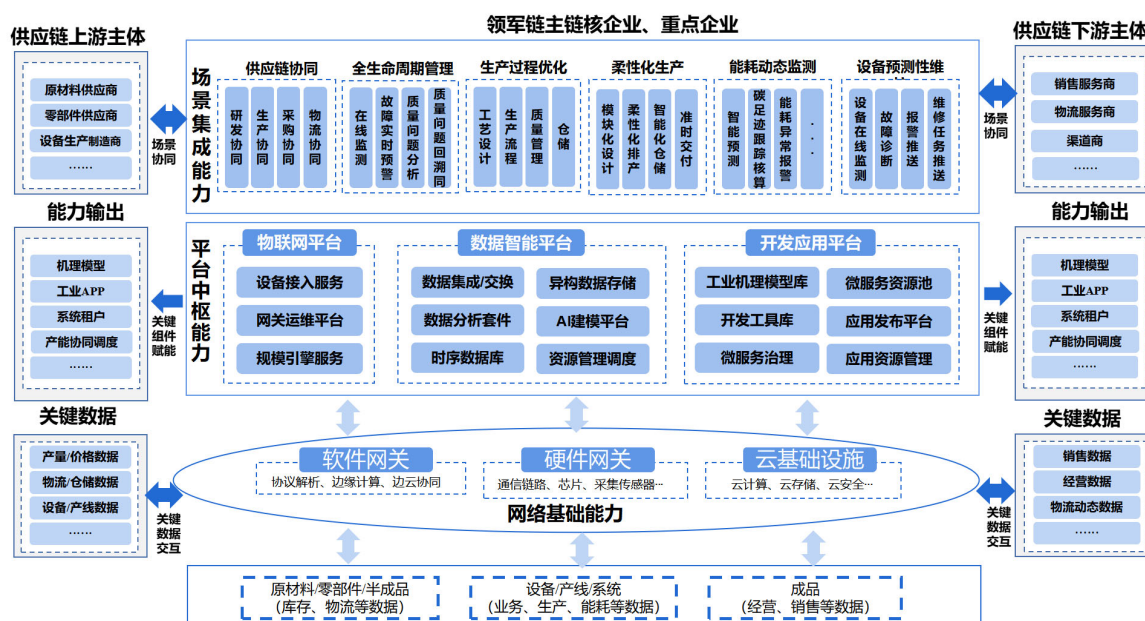 领军链主链核企业、重点企业
供应链上游主体
原材料供应商
零部件供应商
设备生产制造商
……
场景
协同
场景集成能力
供应链协同
研发协同
生产协同
采购协同
物流协同
全生命周期管理
在线监测
故障实时预警
质量问题分析
质量问题回溯同
生产过程优化
工艺设计
生产流程
质量管理
仓储
柔性化生产
模块化设计
柔性化排产
智能化仓储
准时交付
能耗动态监测
智能预测
碳足迹跟踪核算
能耗异常报警
...
设备预测性维
设备在线监测
故障诊断
报警推送
维修任务推送
供应链下游主体
销售服务商
物流服务商
渠道商
……
场景
协同
能力输出
机理模型
工业APP
系统租户
产能协同调度
……
关键
组件
赋能
平台中枢能力
物联网平台
设备接入服务
网关运维平台
规模引擎服务
数据智能平台
数据集成/交换
异构数据存储
数据分析套件
AI建模平台
时序数据库
资源管理调度
开发应用平台
工业机理模型库
微服务资源池
开发工具库
应用发布平台
微服务治理
应用资源管理
能力输出
机理模型
工业APP
系统租户
产能协同调度
……
关键
组件
赋能
关键数据
产量/价格数据
物流/仓储数据
设备/产线数据
……
关键
数据
交互
软件网关
协议解析、边缘计算、边云协同
硬件网关
通信链路、芯片、采集传感器...
云基础设施
云计算、云存储、云安全...
网络基础能力
关键数据
销售数据
经营数据
物流动态数据
……
关键
数据
交互
原材料/零部件/半成品
(库存、物流等数据)
设备/产线/系统
(业务、生产、能耗等数据)
成品
(经营、销售等数据)